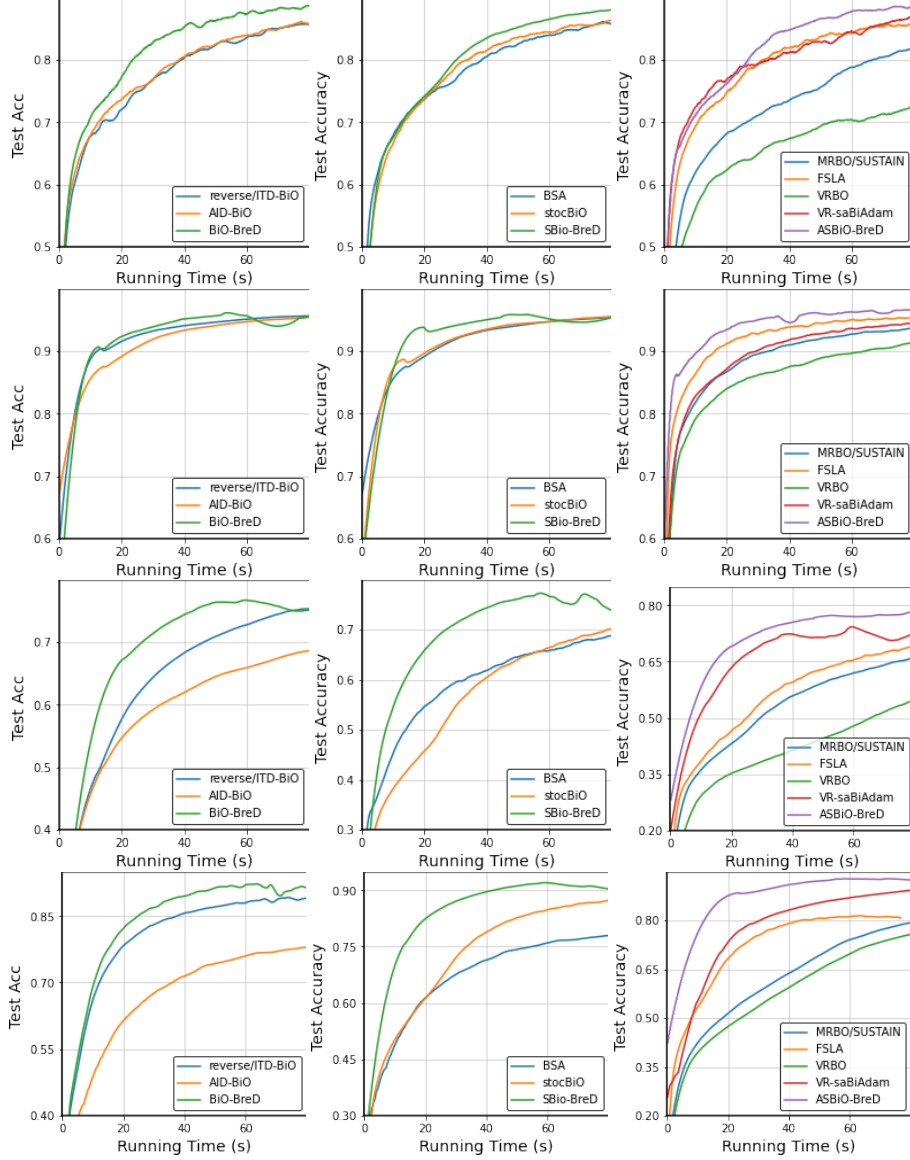 Test Acc
0.8
0.7
0.6
0.5
0 20 40 60
Running Time (s)
reverse/ITD-BiO
AID-BiO
BiO-BreD
Test Accuracy
0.8
0.7
0.6
0.5
0 20 40 60
Running Time (s)
BSA
stocBiO
SBio-BreD
Test Accuracy
0.8
0.7
0.6
0.5
0 20 40 60
Running Time (s)
MRBO/SUSTAIN
FSLA
VRBO
VR-saBiAdam
ASBiO-BreD
Test Acc
0.9
0.8
0.7
0.6
0 20 40 60
Running Time (s)
reverse/ITD-BiO
AID-BiO
BiO-BreD
Test Accuracy
0.9
0.8
0.7
0.6
0 20 40 60
Running Time (s)
BSA
stocBiO
SBio-BreD
Test Accuracy
0.9
0.8
0.7
0.6
0 20 40 60
Running Time (s)
MRBO/SUSTAIN
FSLA
VRBO
VR-saBiAdam
ASBiO-BreD
Test Acc
0.7
0.6
0.5
0.4
0 20 40 60
Running Time (s)
reverse/ITD-BiO
AID-BiO
BiO-BreD
Test Accuracy
0.7
0.6
0.5
0.4
0.3
0 20 40 60
Running Time (s)
BSA
stocBiO
SBio-BreD
Test Accuracy
0.80
0.65
0.50
0.35
0.20
0 20 40 60
Running Time (s)
MRBO/SUSTAIN
FSLA
VRBO
VR-saBiAdam
ASBiO-BreD
Test Acc
0.85
0.70
0.55
0.40
0 20 40 60
Running Time (s)
reverse/ITD-BiO
AID-BiO
BiO-BreD
Test Accuracy
0.90
0.75
0.60
0.45
0.30
0 20 40 60
Running Time (s)
BSA
stocBiO
SBio-BreD
Test Accuracy
0.80
0.65
0.50
0.35
0.20
0 20 40 60
Running Time (s)
MRBO/SUSTAIN
FSLA
VRBO
VR-saBiAdam
ASBiO-BreD